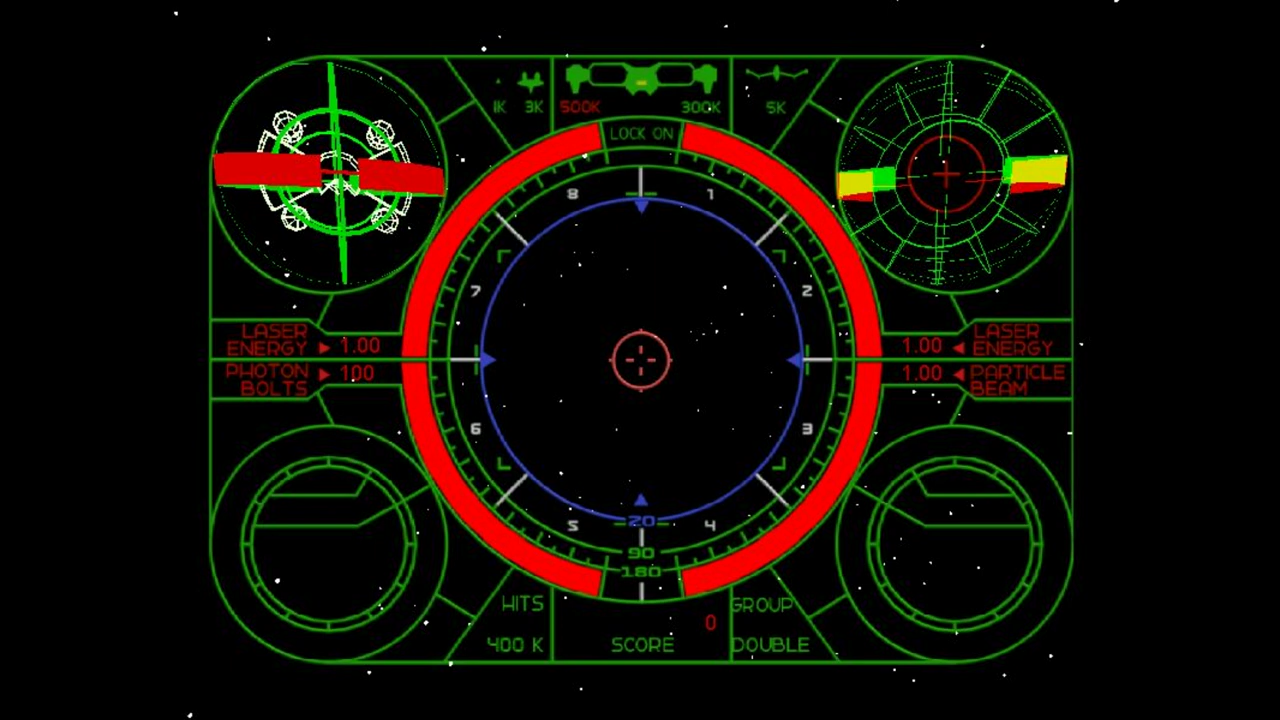 1K 3K 500K 300K 5K
LOCK ON
8 1
7 2
LASER ENERGY 1.00
1.00 LASER ENERGY
PHOTON BOLTS 100
1.00 PARTICLE BEAM
6 3
5 20 4
90
180
HITS
GROUP
0
400 K
SCORE
DOUBLE